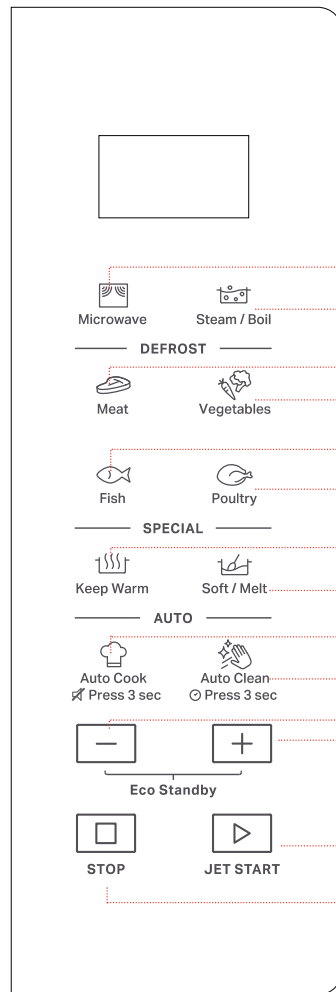 Microwave Steam / Boil
DEFROST
Meat Vegetables
Fish Poultry
SPECIAL
Keep Warm Soft / Melt
AUTO
Auto Cook Auto Clean
Press 3 sec Press 3 sec
Eco Standby
STOP JET START